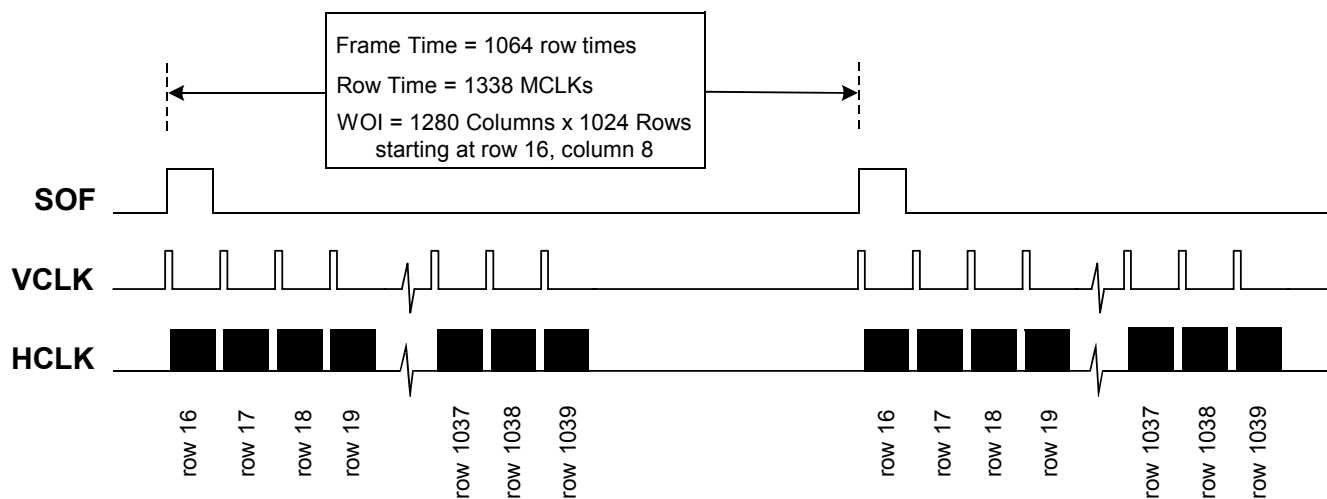 Frame Time = 1064 row times
Row Time = 1338 MCLKs
WOI = 1280 Columns x 1024 Rows
starting at row 16, column 8
SOF
VCLK
HCLK
row 16
row 17
row 18
row 19
row 1037
row 1038
row 1039
row 16
row 17
row 18
row 19
row 1037
row 1038
row 1039